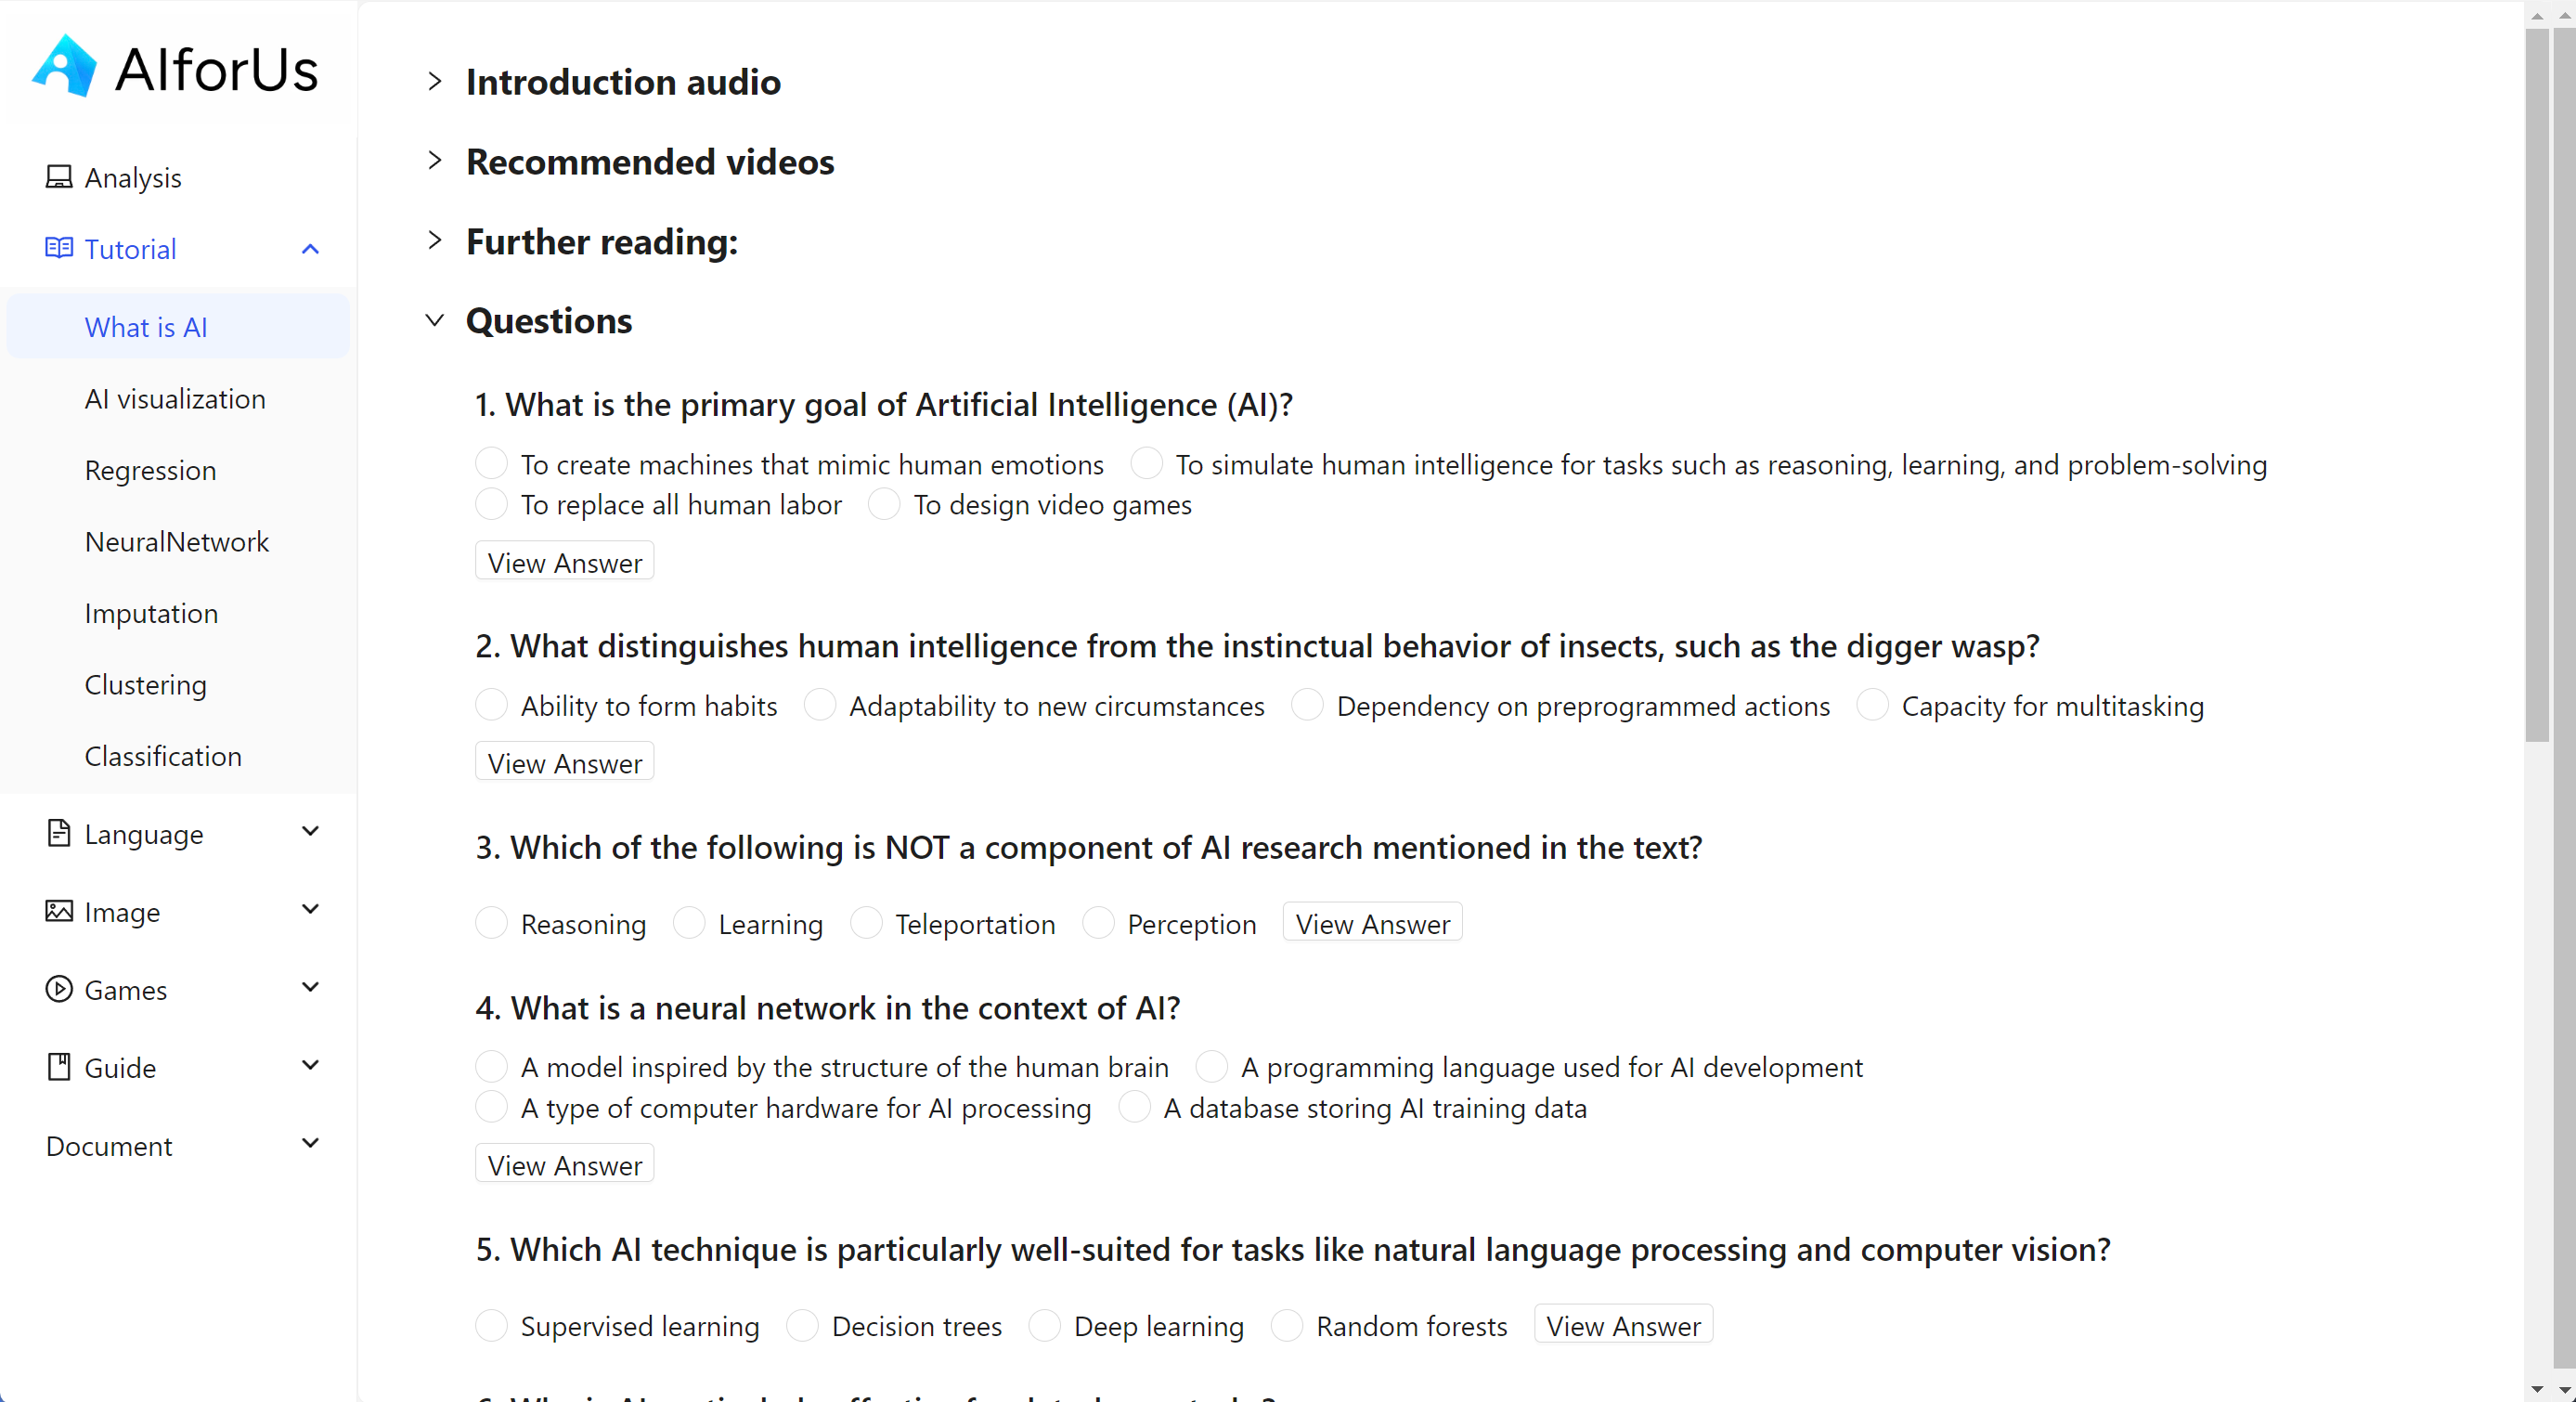 AIforUs
Analysis
Tutorial
What is AI
AI visualization
Regression
NeuralNetwork
Imputation
Clustering
Classification
Language
Image
Games
Guide
Document
Introduction audio
Recommended videos
Further reading:
Questions
1. What is the primary goal of Artificial Intelligence (AI)?
To create machines that mimic human emotions To simulate human intelligence for tasks such as reasoning, learning, and problem-solving
To replace all human labor To design video games
View Answer
2. What distinguishes human intelligence from the instinctual behavior of insects, such as the digger wasp?
Ability to form habits Adaptability to new circumstances Dependency on preprogrammed actions Capacity for multitasking
View Answer
3. Which of the following is NOT a component of AI research mentioned in the text?
Reasoning Learning Teleportation Perception View Answer
4. What is a neural network in the context of AI?
A model inspired by the structure of the human brain A programming language used for AI development
A type of computer hardware for AI processing A database storing AI training data
View Answer
5. Which AI technique is particularly well-suited for tasks like natural language processing and computer vision?
Supervised learning Decision trees Deep learning Random forests View Answer